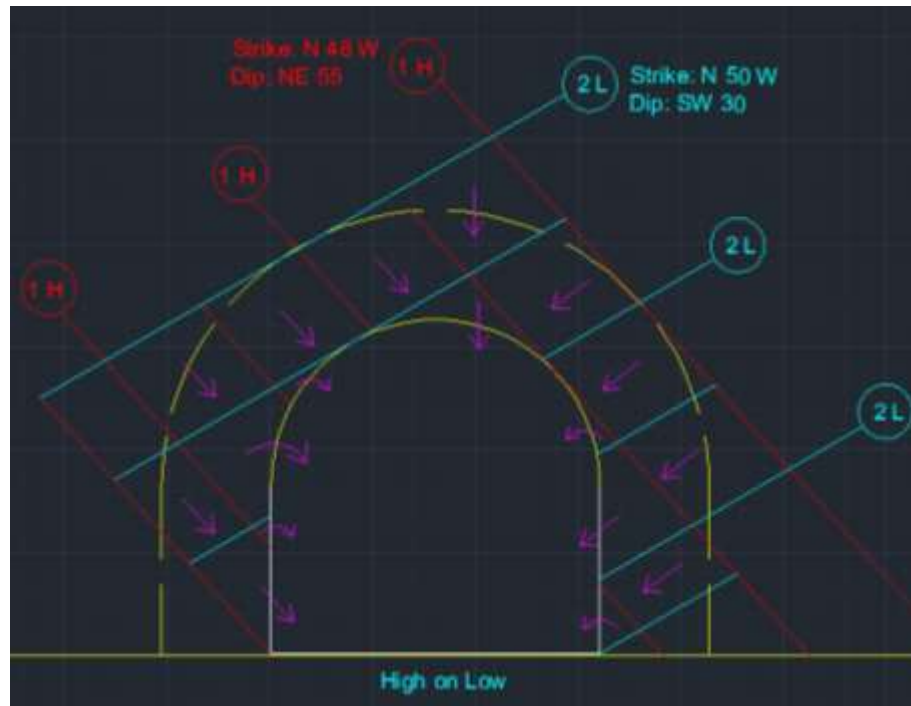 Strike: N 48 W
Dip: NE 55
1 H
2 L
Strike: N 50 W
Dip: SW 30
1 H
2 L
1 H
2 L
High on Low